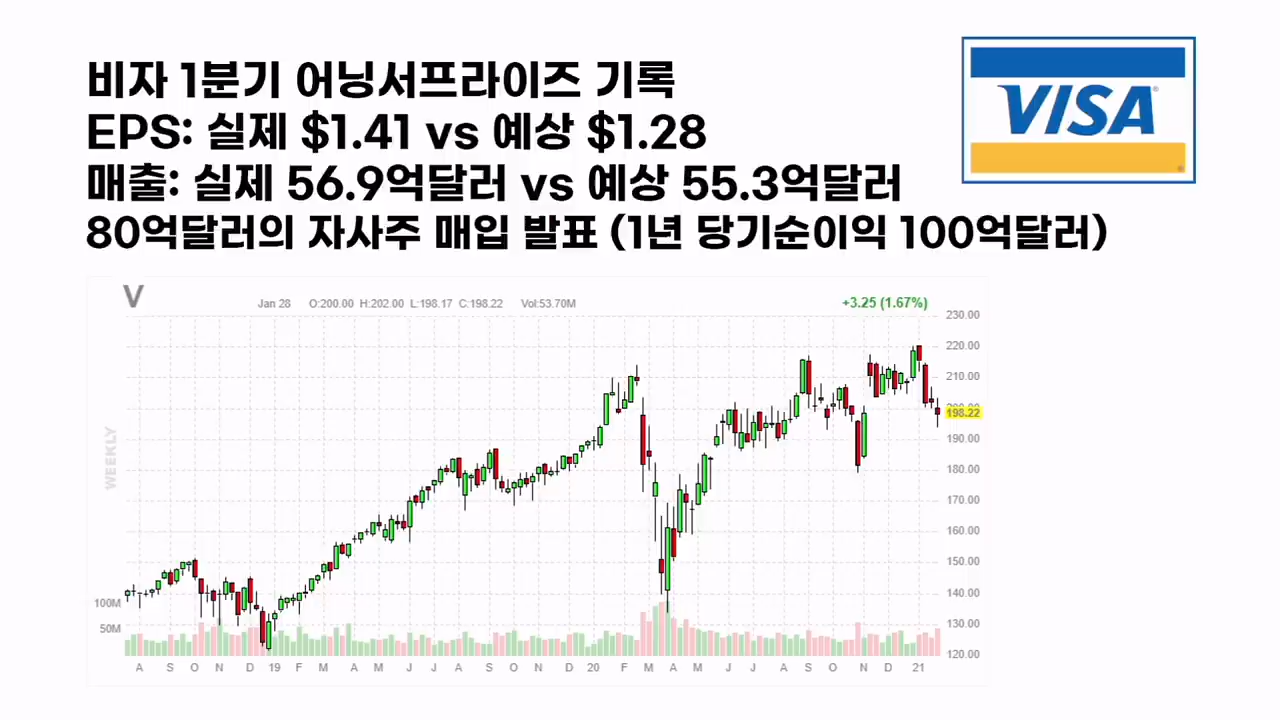 비자 1분기 어닝서프라이즈 기록
EPS: 실제 $1.41 vs 예상 $1.28
매출: 실제 56.9억달러 vs 예상 55.3억달러
80억달러의 자사주 매입 발표 (1년 당기순이익 100억달러)
VISA
V
Jan 28 O:200.00 H:202.00 L:198.17 C:198.22 Vol:53.70M
+3.25 (1.67%)
230.00
220.00
210.00
200.00
198.22
190.00
180.00
170.00
160.00
150.00
140.00
130.00
120.00
WEEKLY
100M
50M
A S O N D 19 F M A M J J A S O N D 20 F M A M J J A S O N D 21